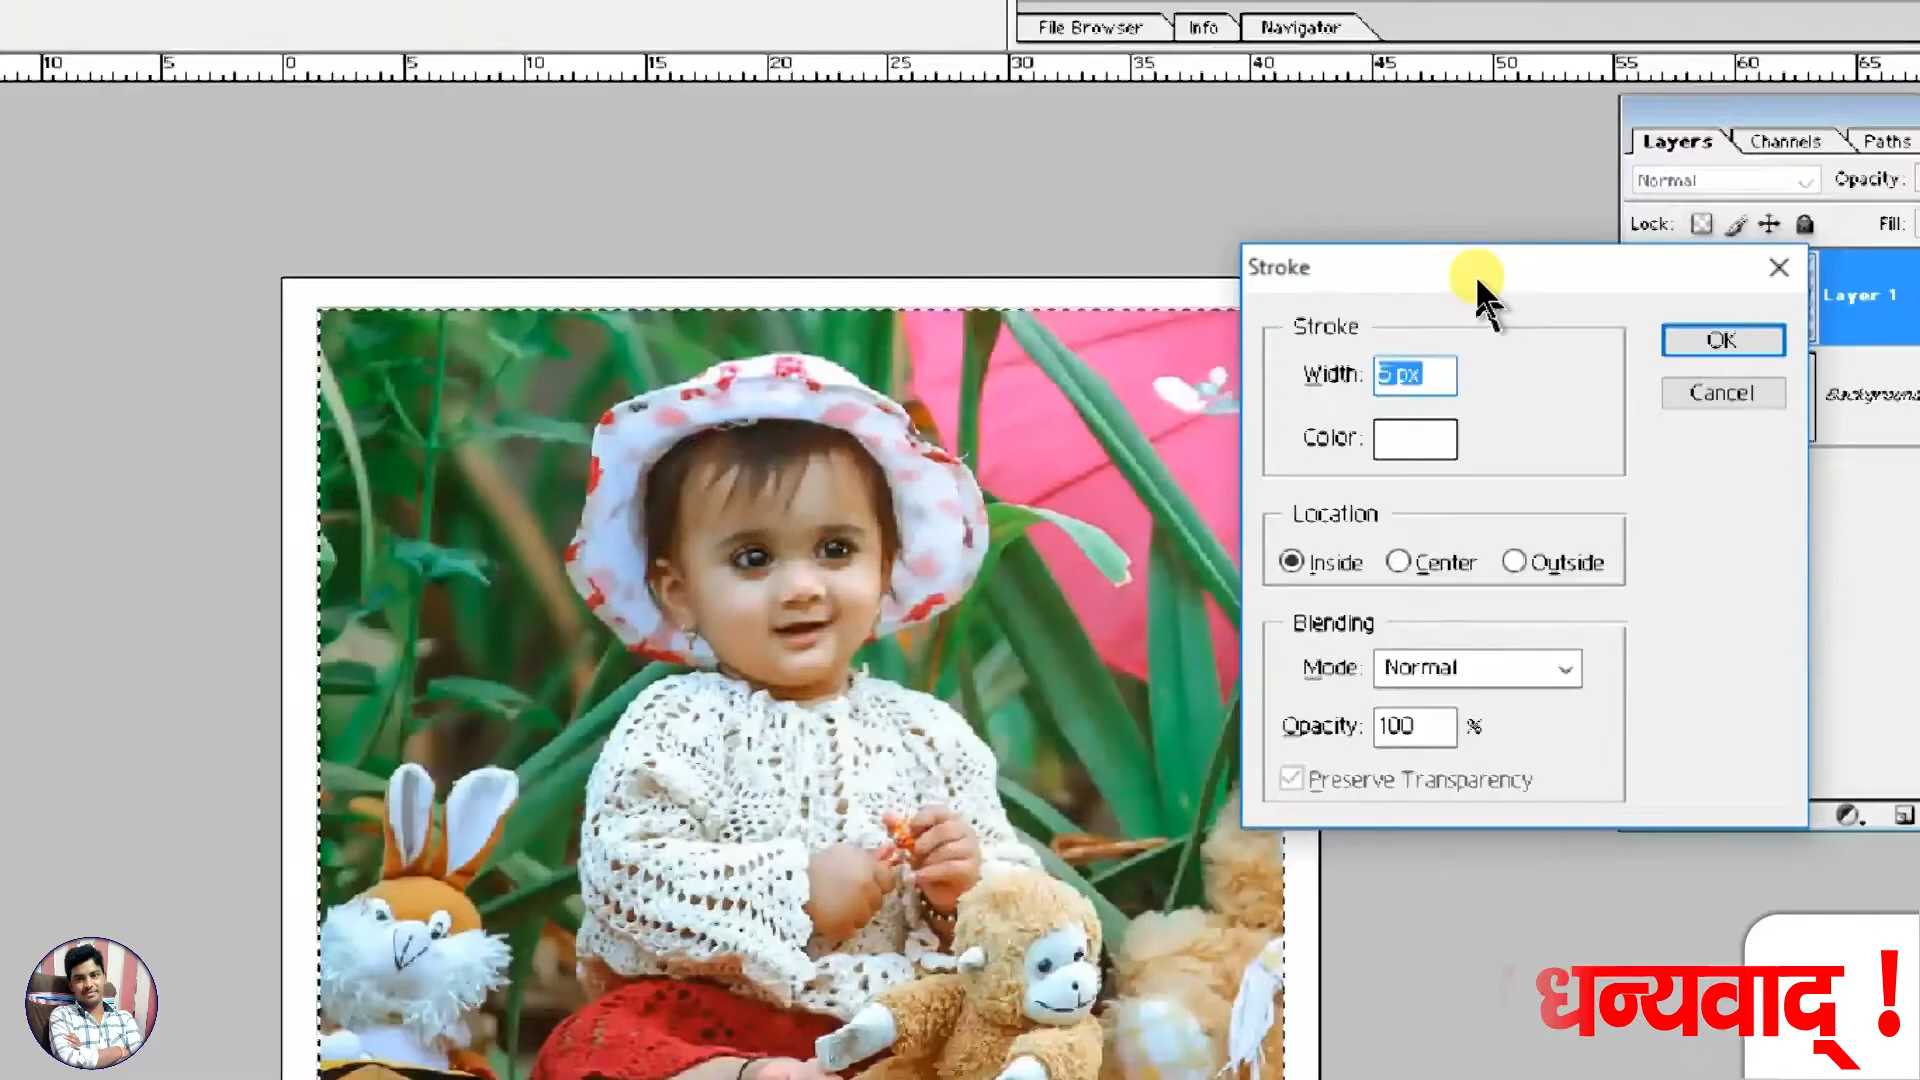 File Browser Info Navigator
10 5 0 5 10 15 20 25 30 35 40 45 50 55 60 65
Layers Channels Paths
Normal Opacity:
Lock: Fill:
Layer 1
Background
Stroke
Stroke
Width: 5 px
Color:
OK
Cancel
Location
Inside Center Outside
Blending
Mode: Normal
Opacity: 100 %
Preserve Transparency
धन्यवाद् !